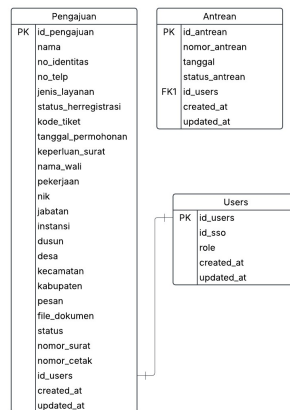 Pengajuan
PK id_pengajuan
nama
no_identitas
no_telp
jenis_layanan
status_herregistrasi
kode_tiket
tanggal_permohonan
keperluan_surat
nama_wali
pekerjaan
nik
jabatan
instansi
dusun
desa
kecamatan
kabupaten
pesan
file_dokumen
status
nomor_surat
nomor_cetak
id_users
created_at
updated_at
Antrean
PK id_antrean
nomor_antrean
tanggal
status_antrean
FK1 id_users
created_at
updated_at
Users
PK id_users
id_sso
role
created_at
updated_at